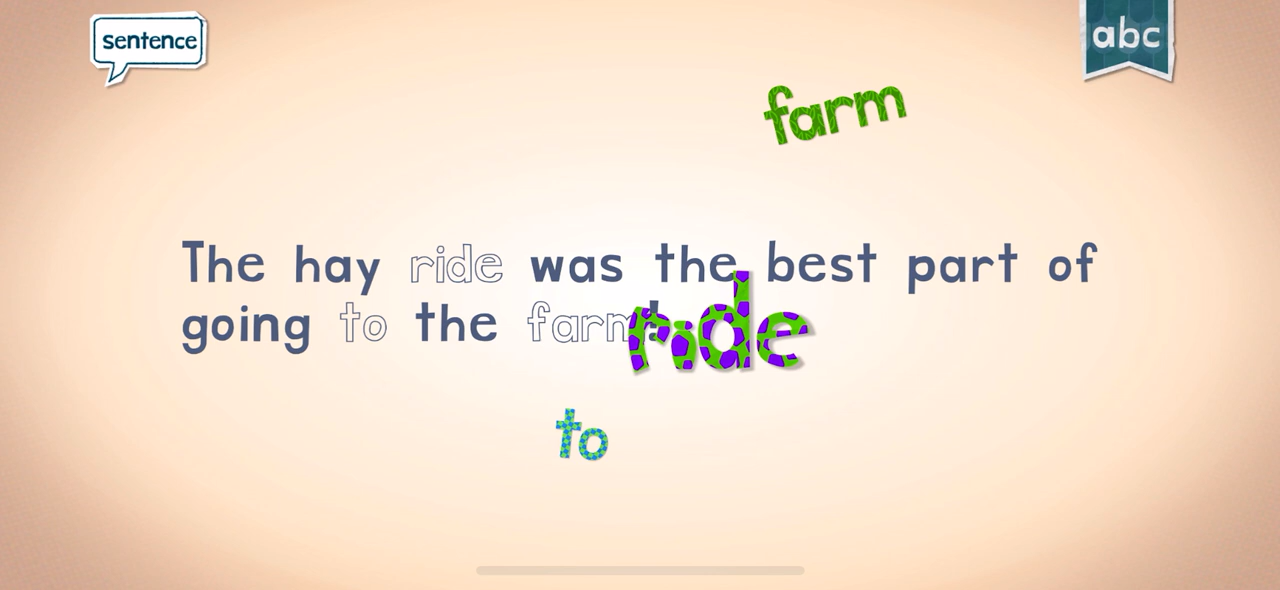 sentence
abc
farm
The hay ride was the best part of
going to the farm!
ride
to